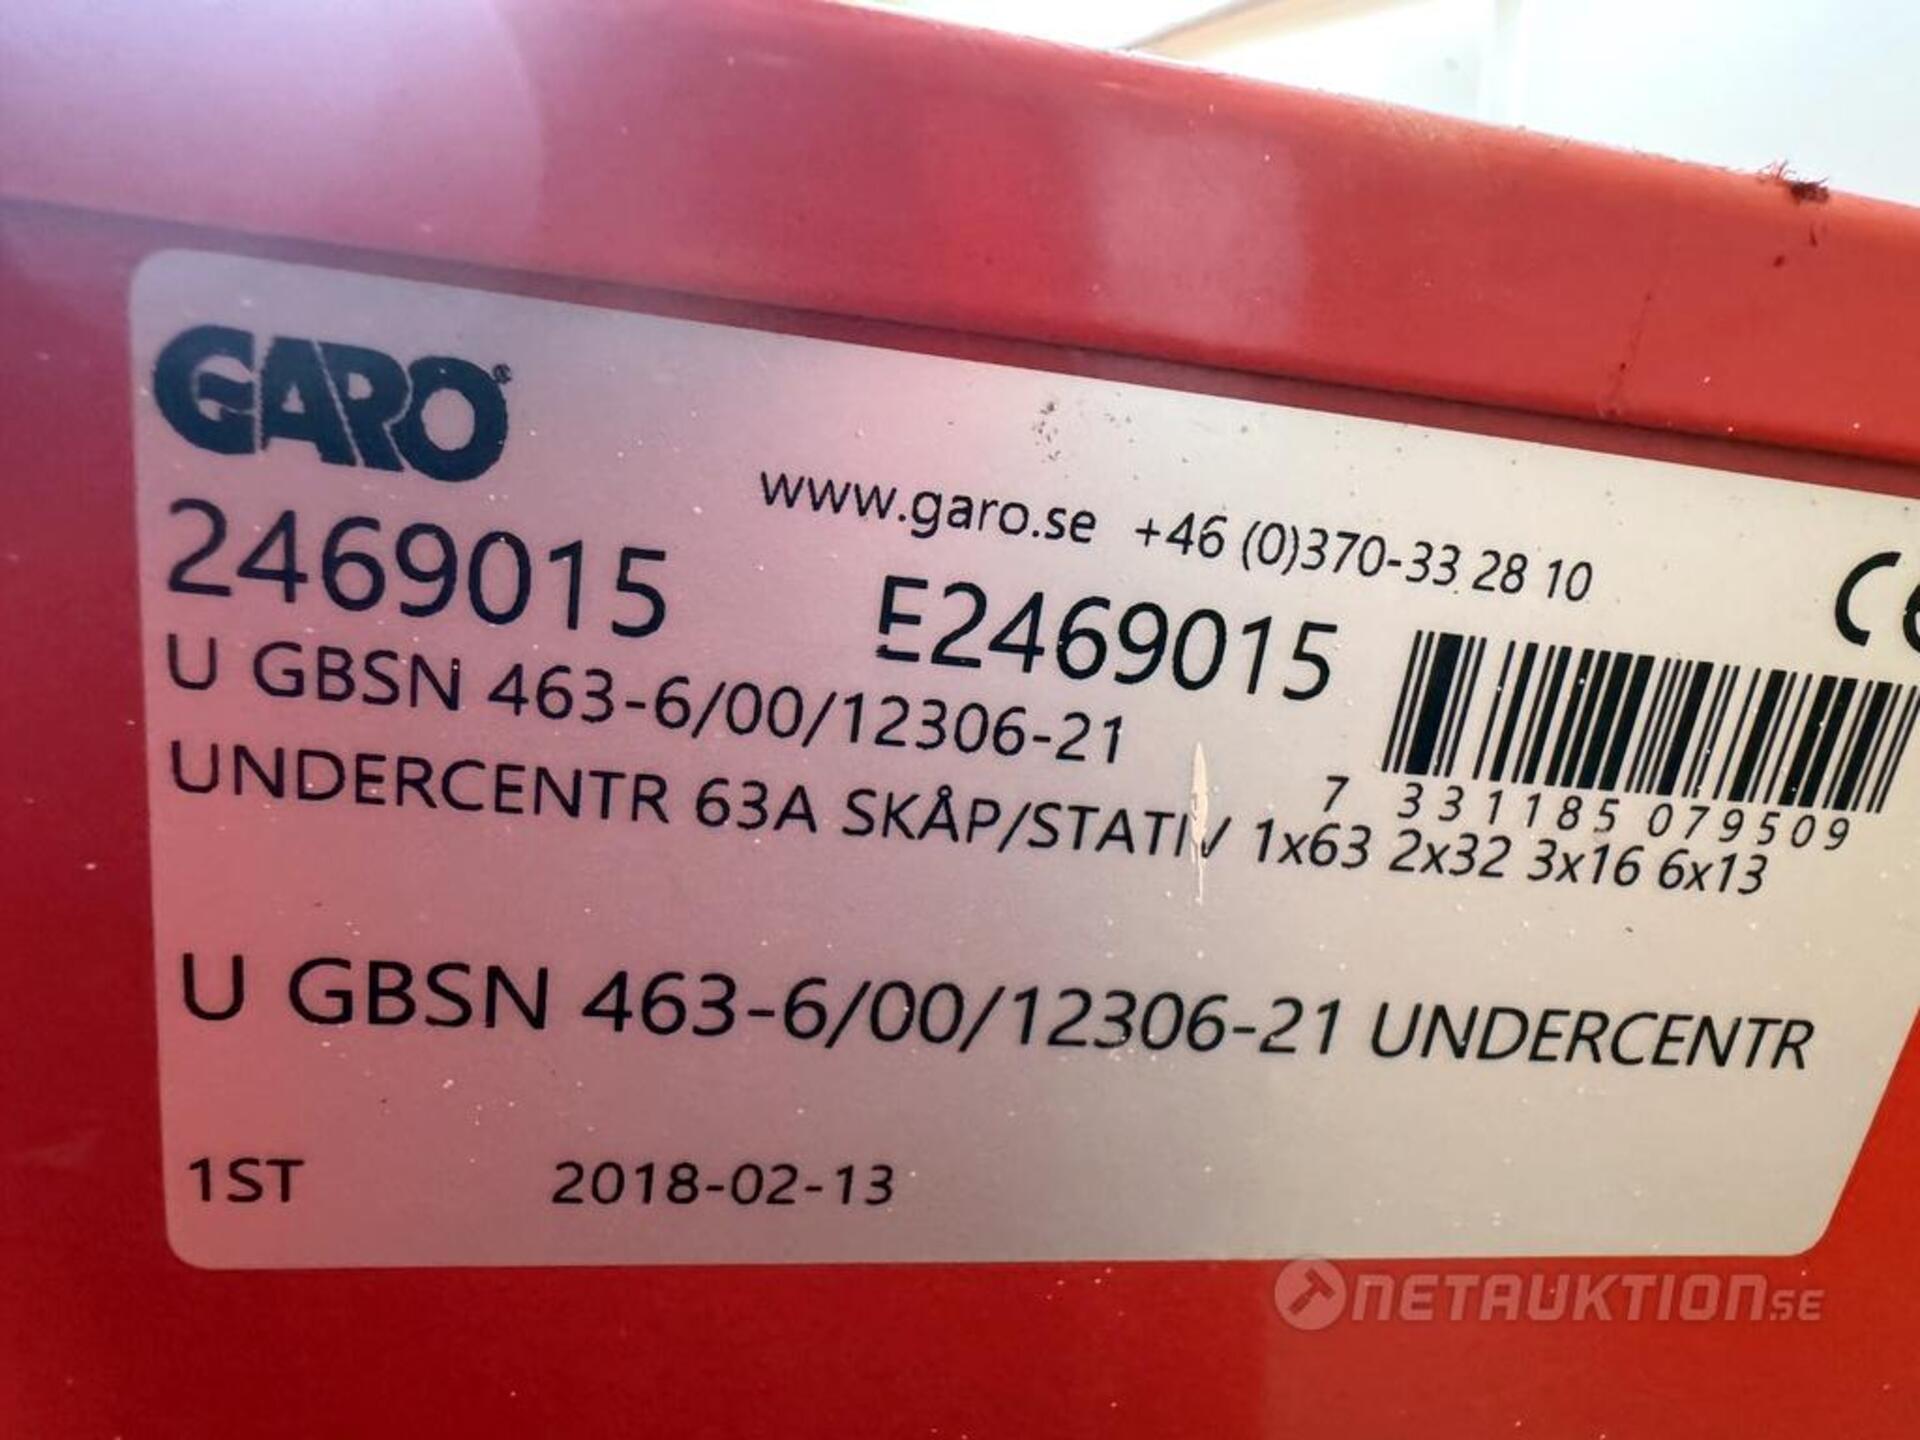 GARO®
www.garo.se +46 (0)370-33 28 10
2469015 E2469015
CE
U GBSN 463-6/00/12306-21
7 331185 079509
UNDERCENTR 63A SKÅP/STATIV 1x63 2x32 3x16 6x13
U GBSN 463-6/00/12306-21 UNDERCENTR
1ST 2018-02-13
NETAUKTION.SE